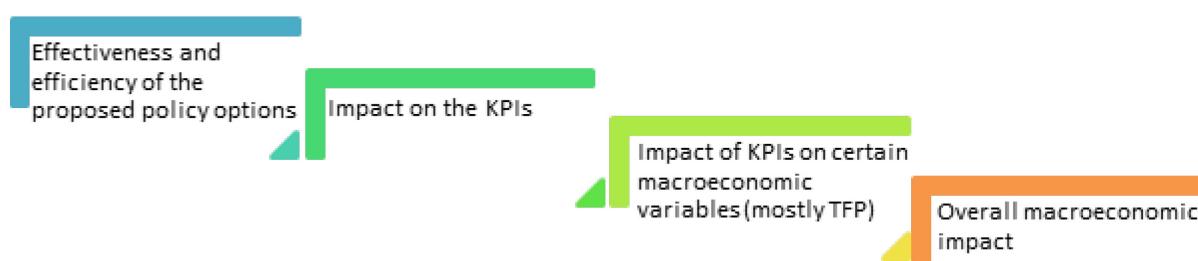 Effectiveness and
efficiency of the
proposed policy options
Impact on the KPIs
Impact of KPIs on certain
macroeconomic
variables (mostly TFP)
Overall macroeconomic
impact